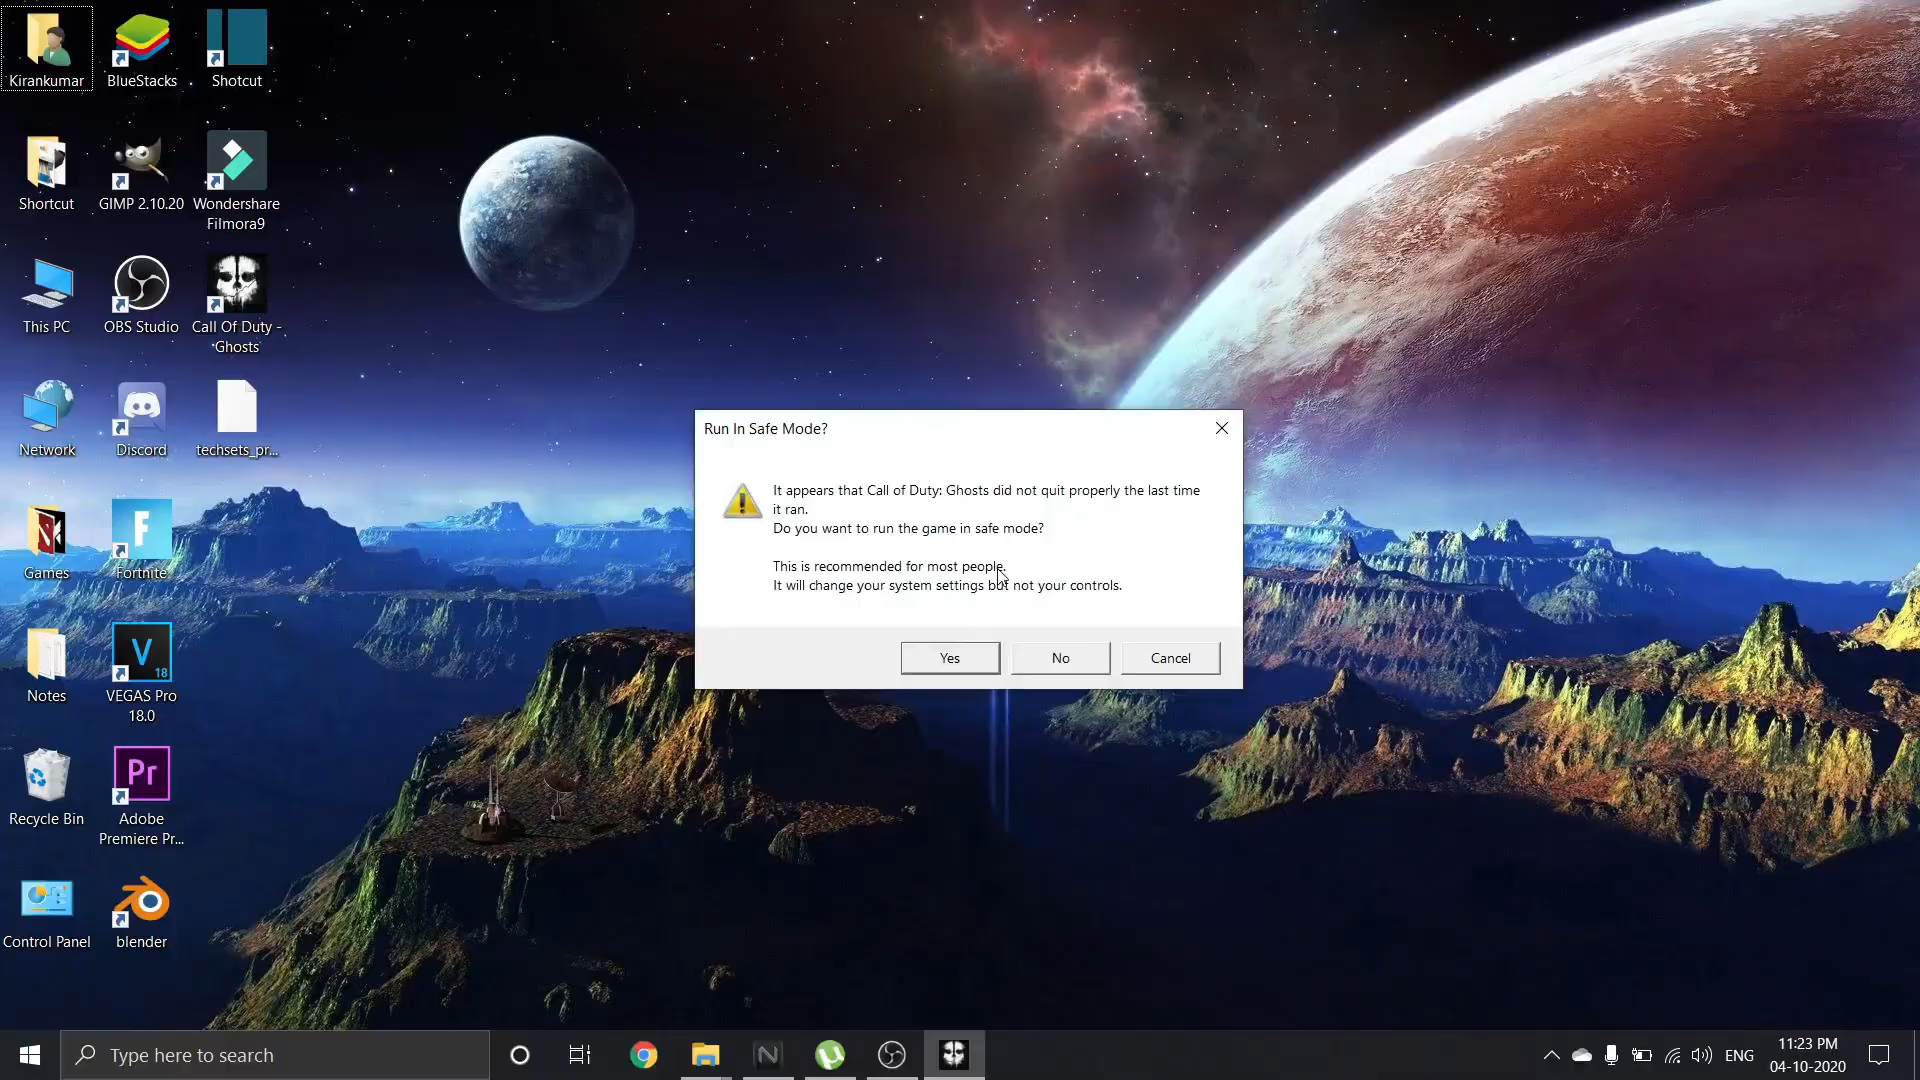 Kirankumar
BlueStacks
Shotcut
Shortcut
GIMP 2.10.20
Wondershare
Filmora9
This PC
OBS Studio
Call Of Duty -
Ghosts
Network
Discord
techsets_pr...
Games
Fortnite
F
Notes
V
18
VEGAS Pro
18.0
Recycle Bin
Pr
Adobe
Premiere Pr...
Control Panel
blender
Run In Safe Mode?
It appears that Call of Duty: Ghosts did not quit properly the last time
it ran.
Do you want to run the game in safe mode?
This is recommended for most people.
It will change your system settings but not your controls.
Yes
No
Cancel
Type here to search
N
ENG
11:23 PM
04-10-2020